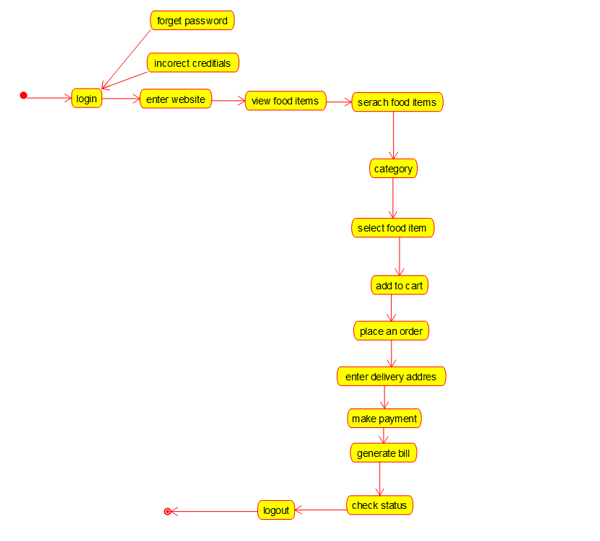 forget password
incorect creditials
login
enter website
view food items
serach food items
category
select food item
add to cart
place an order
enter delivery addres
make payment
generate bill
check status
logout